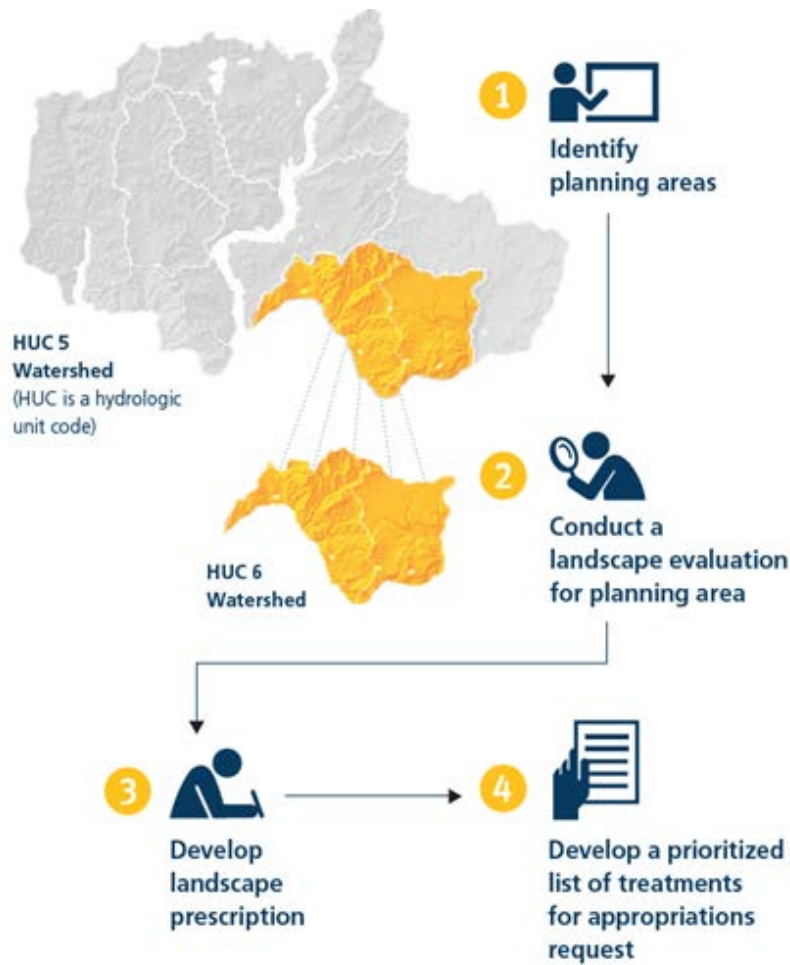 1
Identify
planning areas
HUC 5
Watershed
(HUC is a hydrologic
unit code)
2
Conduct a
landscape evaluation
for planning area
HUC 6
Watershed
3
Develop
landscape
prescription
4
Develop a prioritized
list of treatments
for appropriations
request